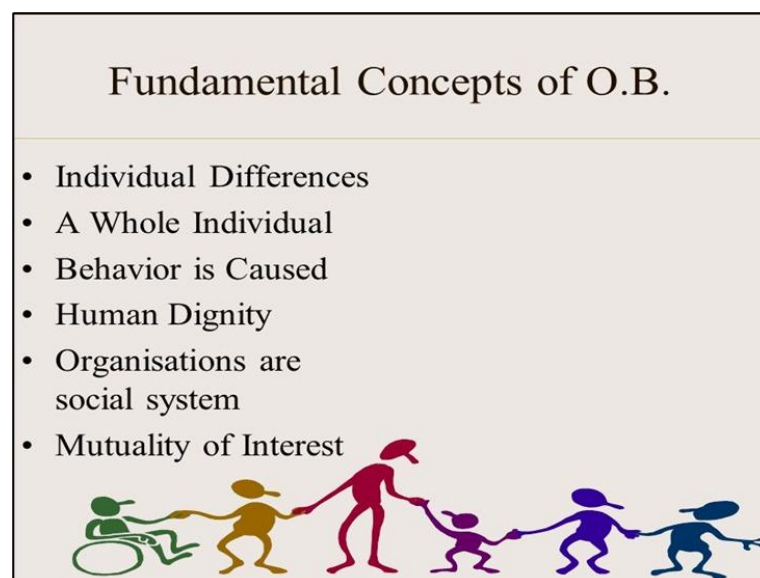 Fundamental Concepts of O.B.
• Individual Differences
• A Whole Individual
• Behavior is Caused
• Human Dignity
• Organisations are
social system
• Mutuality of Interest